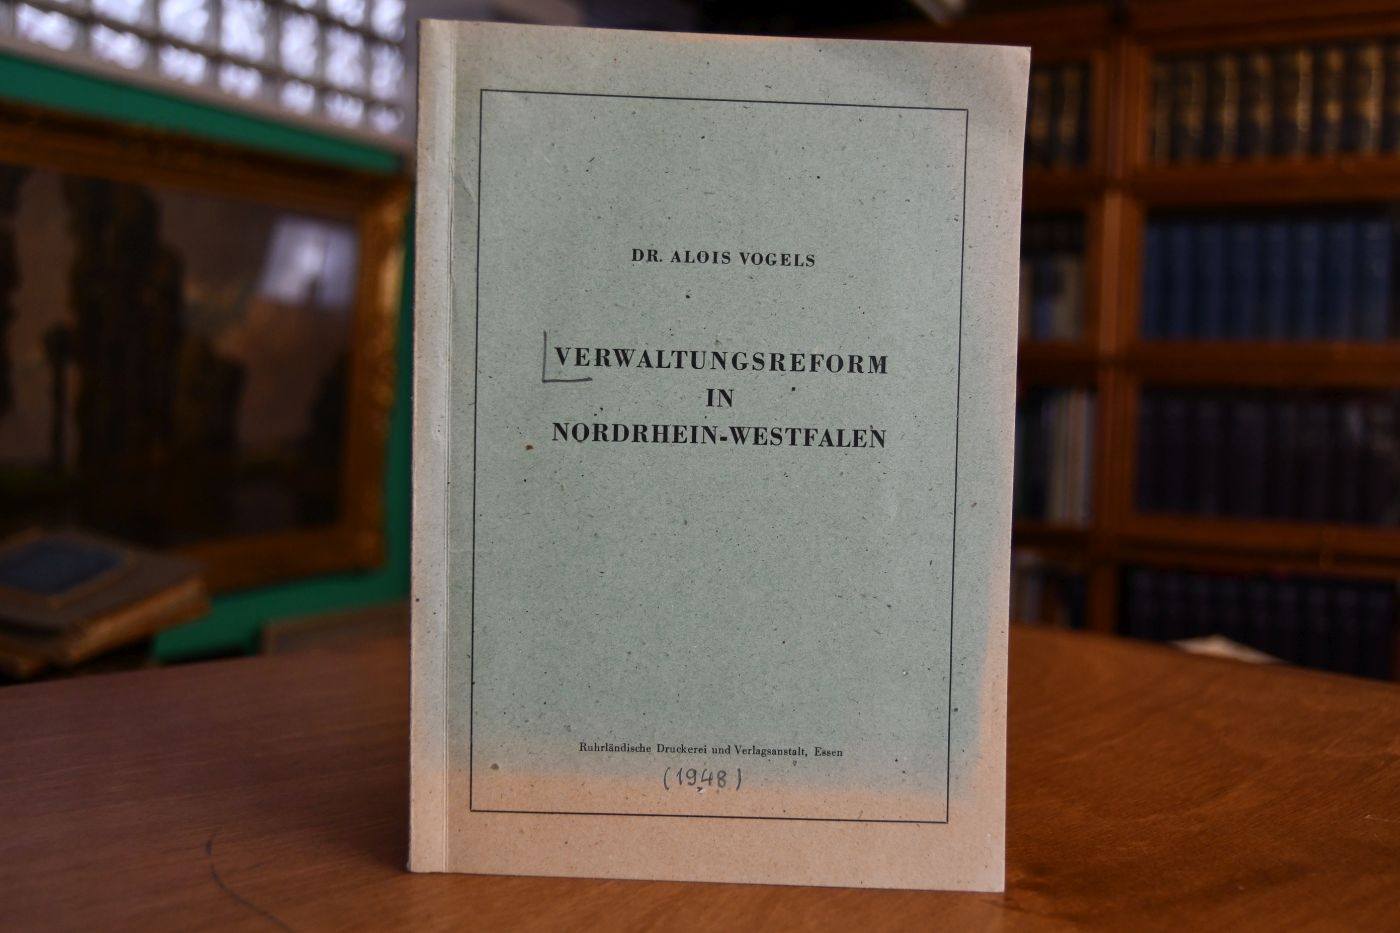 DR. ALOIS VOGELS
VERWALTUNGSREFORM
IN
NORDRHEIN-WESTFALEN
Ruhrländische Druckerei und Verlagsanstalt, Essen
(1948)